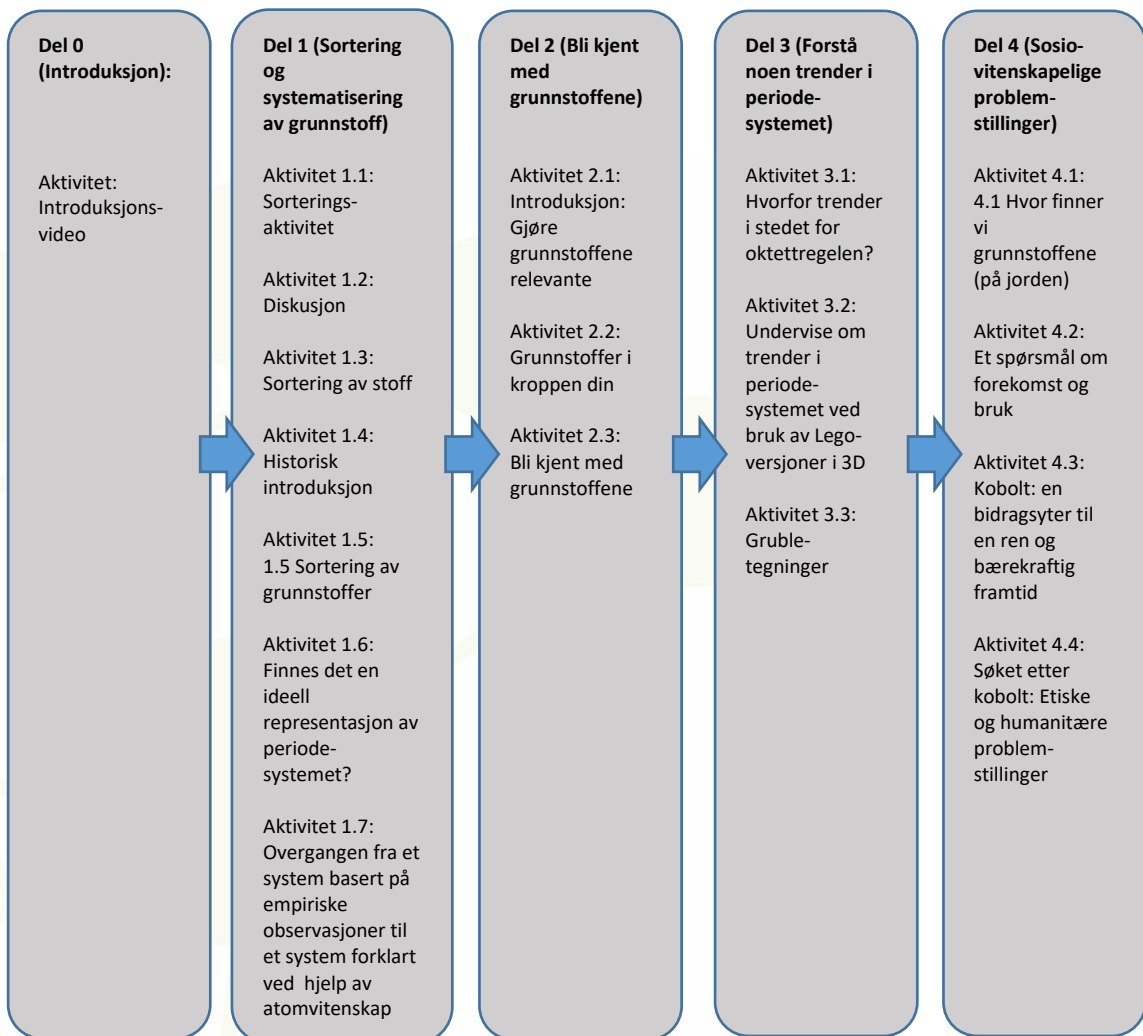 Del 0
(Introduksjon):
Aktivitet:
Introduksjons-
video
Del 1 (Sortering
og
systematisering
av grunnstoff)
Aktivitet 1.1:
Sorterings-
aktivitet
Aktivitet 1.2:
Diskusjon
Aktivitet 1.3:
Sortering av stoff
Aktivitet 1.4:
Historisk
introduksjon
Aktivitet 1.5:
1.5 Sortering av
grunnstoffer
Aktivitet 1.6:
Finnes det en
ideell
representasjon av
periode-
systemet?
Aktivitet 1.7:
Overgangen fra et
system basert på
empiriske
observasjoner til
et system forklart
ved hjelp av
atomvitenskap
Del 2 (Bli kjent
med
grunnstoffene)
Aktivitet 2.1:
Introduksjon:
Gjøre
grunnstoffene
relevante
Aktivitet 2.2:
Grunnstoffer i
kroppen din
Aktivitet 2.3:
Bli kjent med
grunnstoffene
Del 3 (Forstå
noen trender i
periode-
systemet)
Aktivitet 3.1:
Hvorfor trender
i stedet for
oktettregelen?
Aktivitet 3.2:
Undervise om
trender i
periode-
systemet ved
bruk av Lego-
versjoner i 3D
Aktivitet 3.3:
Gruble-
tegninger
Del 4 (Sosio-
vitenskapelige
problem-
stillinger)
Aktivitet 4.1:
4.1 Hvor finner
vi
grunnstoffene
(på jorden)
Aktivitet 4.2:
Et spørsmål om
forekomst og
bruk
Aktivitet 4.3:
Kobolt: en
bidragsyter til
en ren og
bærekraftig
framtid
Aktivitet 4.4:
Søket etter
kobolt: Etiske
og humanitære
problem-
stillinger